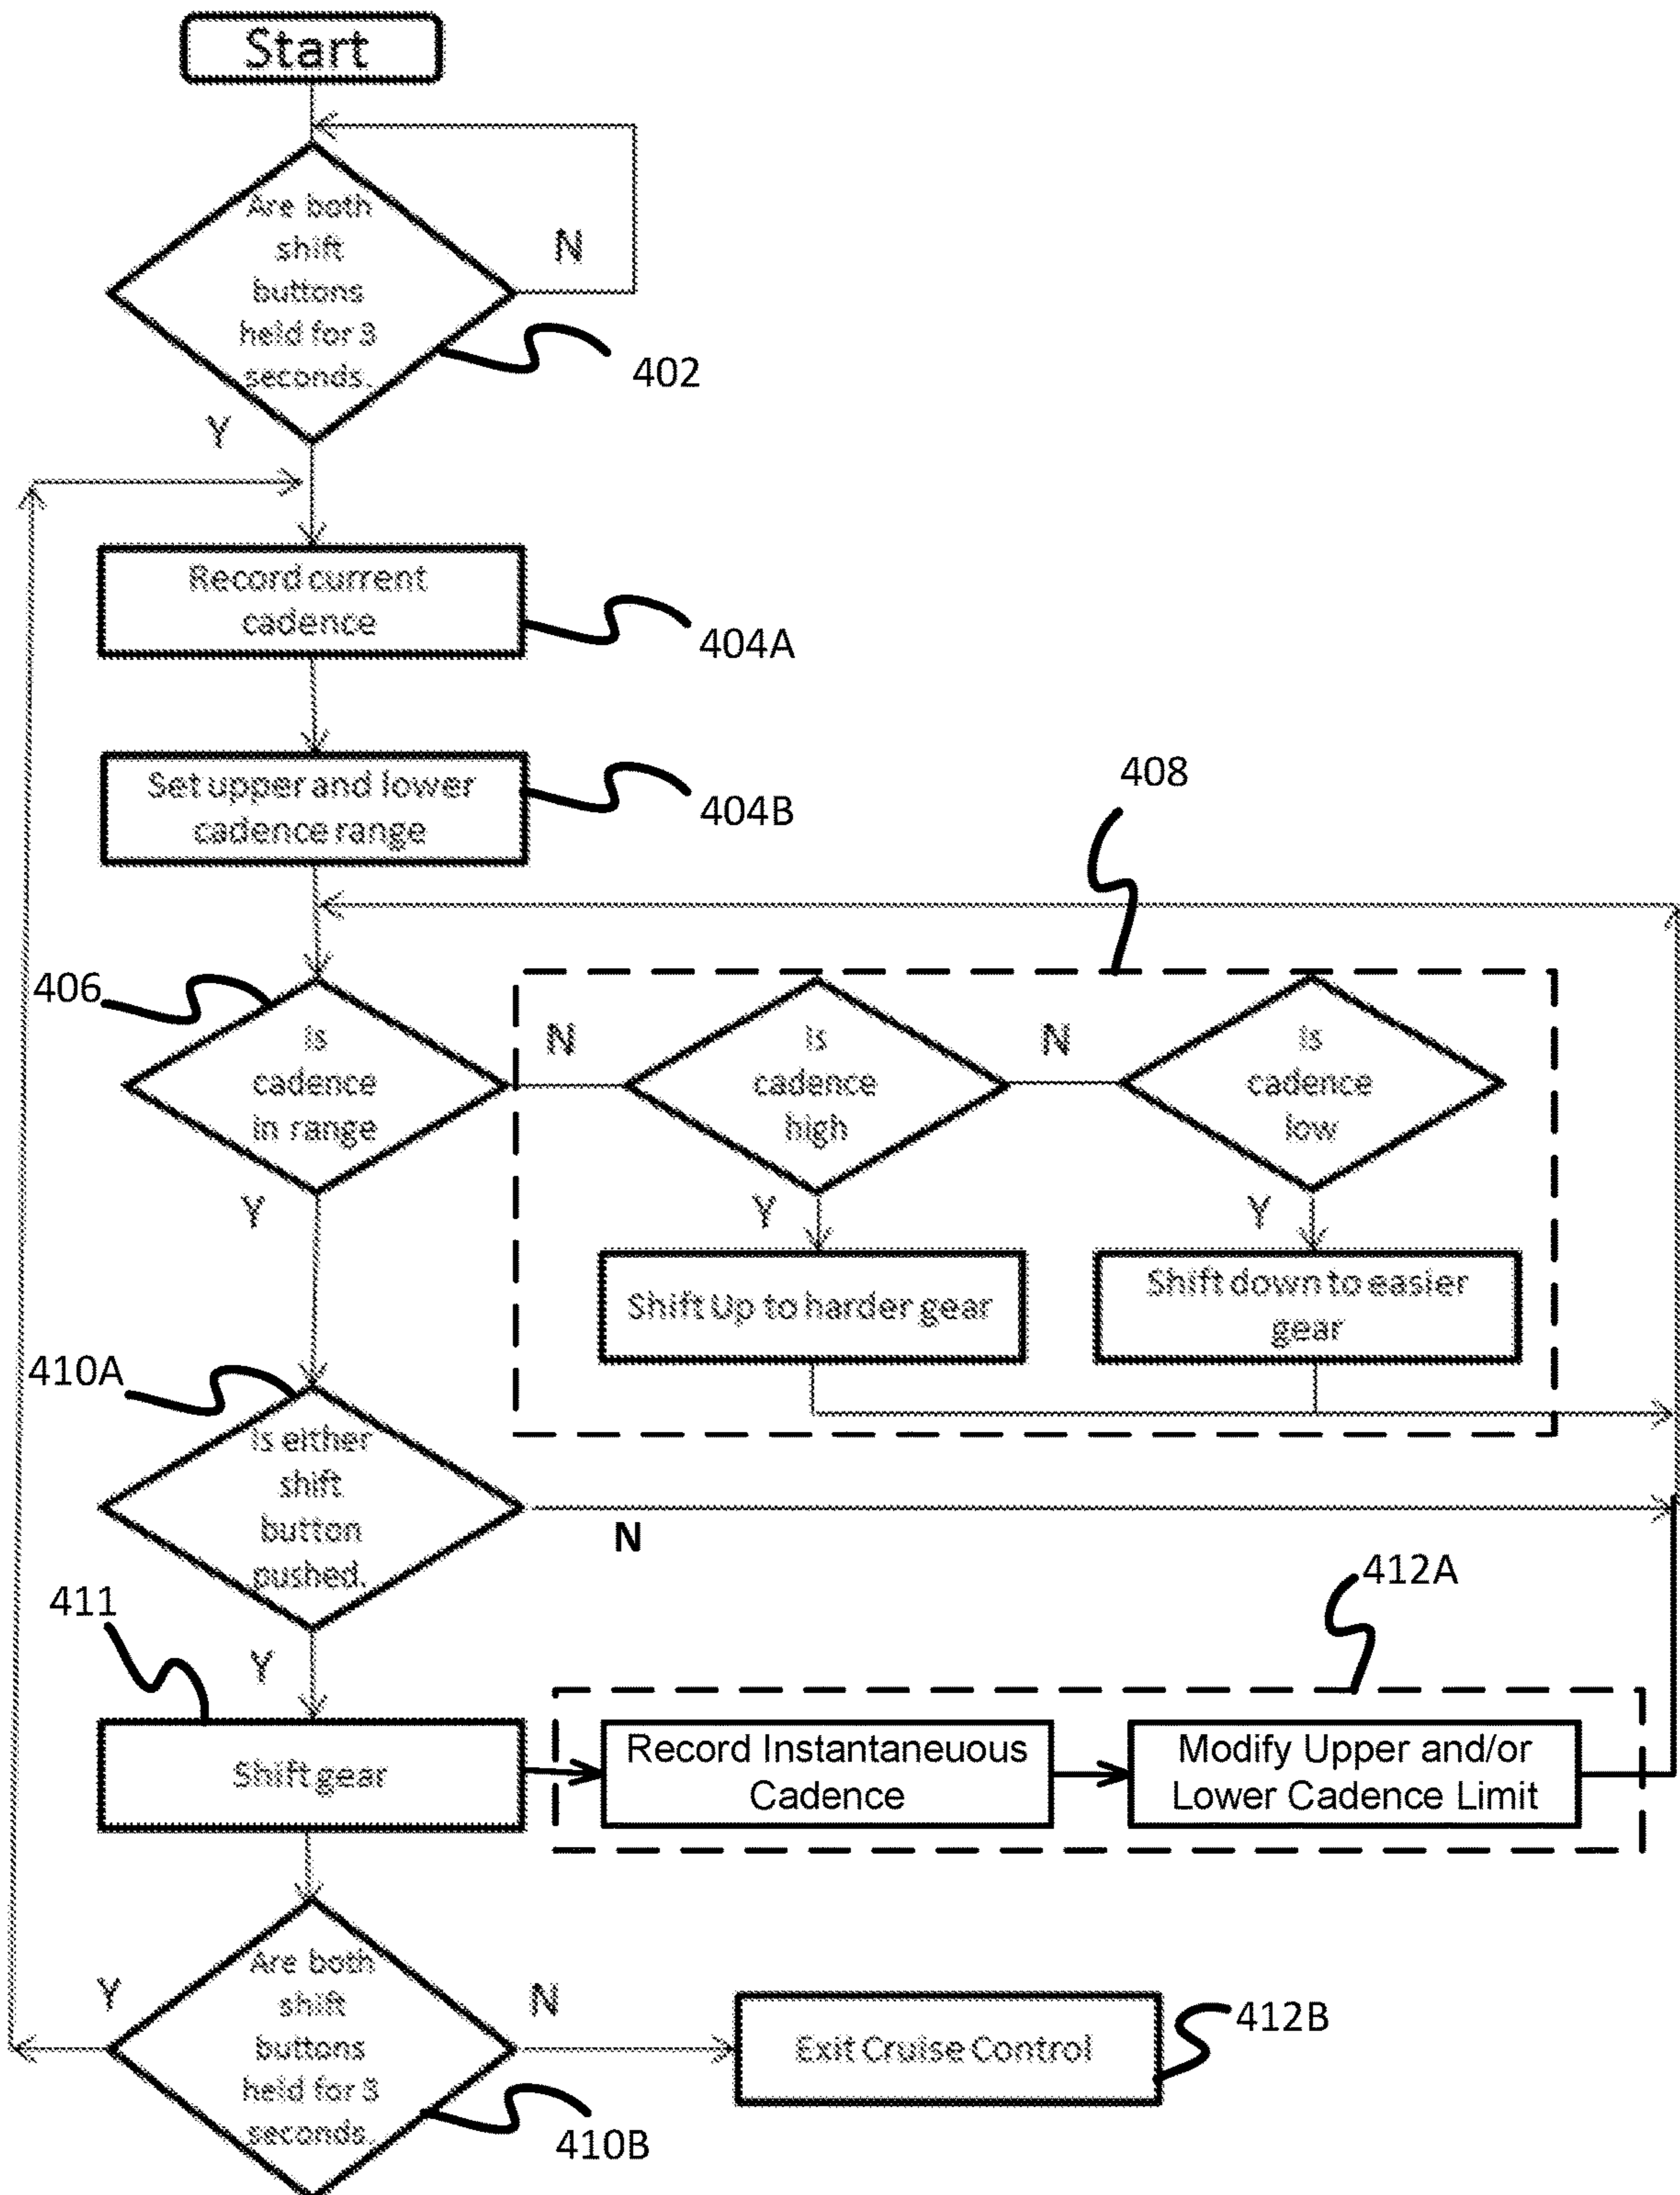 Start
Are both
shift
buttons
held for 3
seconds.
N
402
Y
Record current
cadence
404A
Set upper and lower
cadence range
404B
408
406
Is
cadence
in range
N
Is
cadence
high
N
Is
cadence
low
Y
Y
Y
Shift Up to harder gear
Shift down to easier
gear
410A
Is either
shift
button
pushed.
N
412A
411
Y
Shift gear
Record Instantaneuous
Cadence
Modify Upper and/or
Lower Cadence Limit
Are both
shift
buttons
held for 3
seconds.
Y
N
Exit Cruise Control
412B
410B